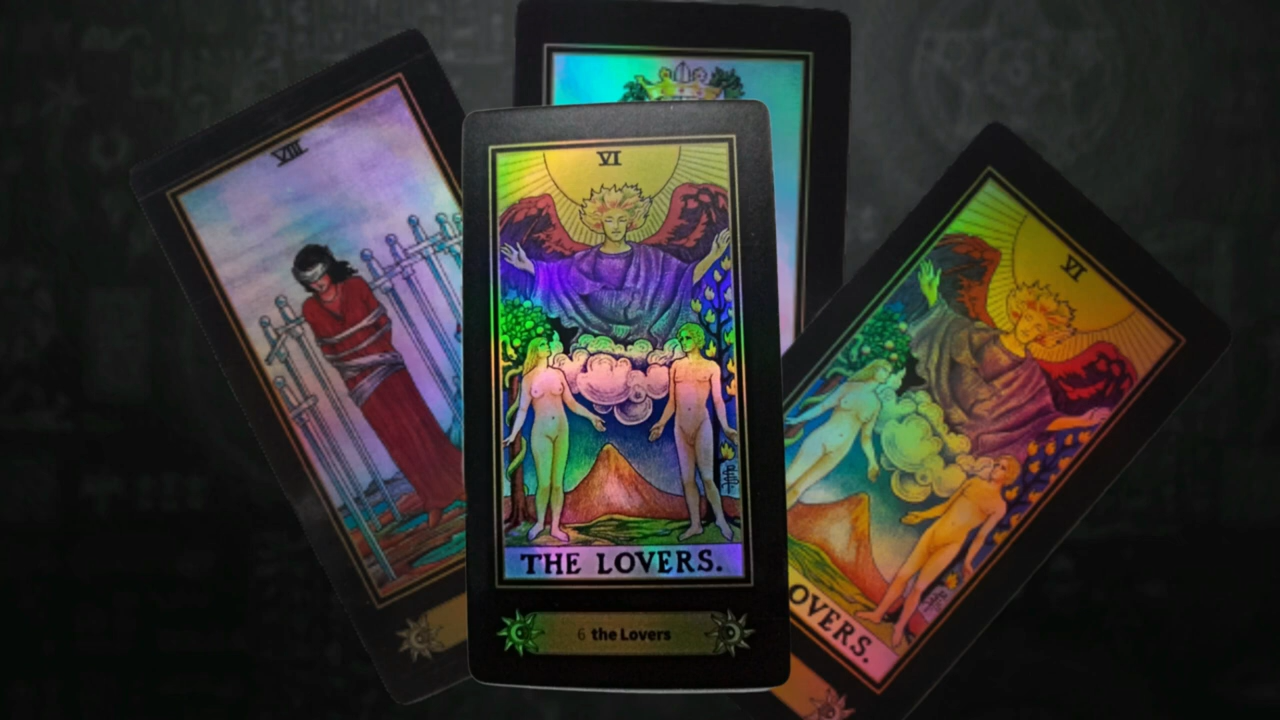 VIII
VI
THE LOVERS.
6 the Lovers
VI
OVERS.